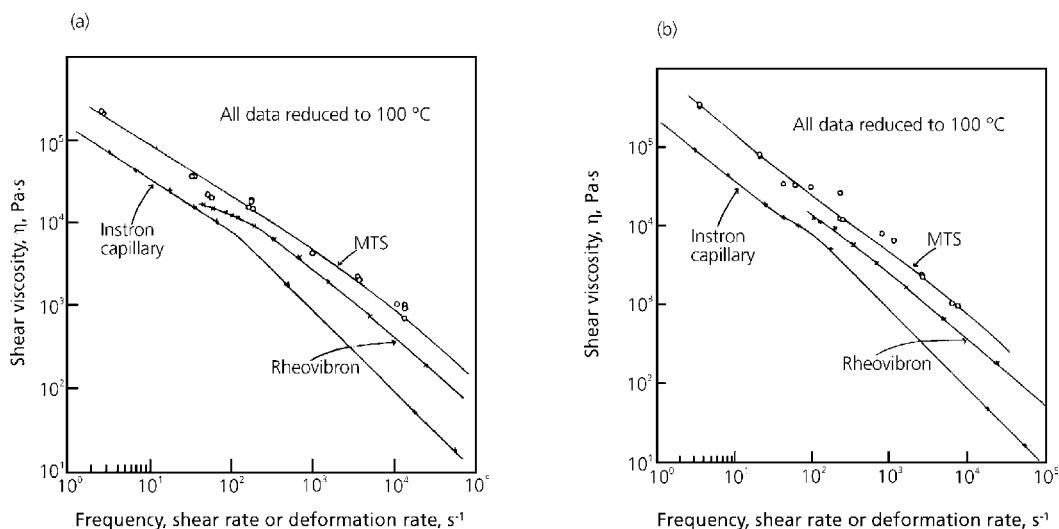 (a)
All data reduced to 100 °C
Shear viscosity, η, Pa·s
10⁵
10⁴
10³
10²
10¹
Instron
capillary
MTS
Rheovibron
10⁰ 10¹ 10² 10³ 10⁴ 10⁵
Frequency, shear rate or deformation rate, s⁻¹
(b)
All data reduced to 100 °C
Shear viscosity, η, Pa·s
10⁵
10⁴
10³
10²
10¹
Instron
capillary
MTS
Rheovibron
10⁰ 10¹ 10² 10³ 10⁴ 10⁵
Frequency, shear rate or deformation rate, s⁻¹